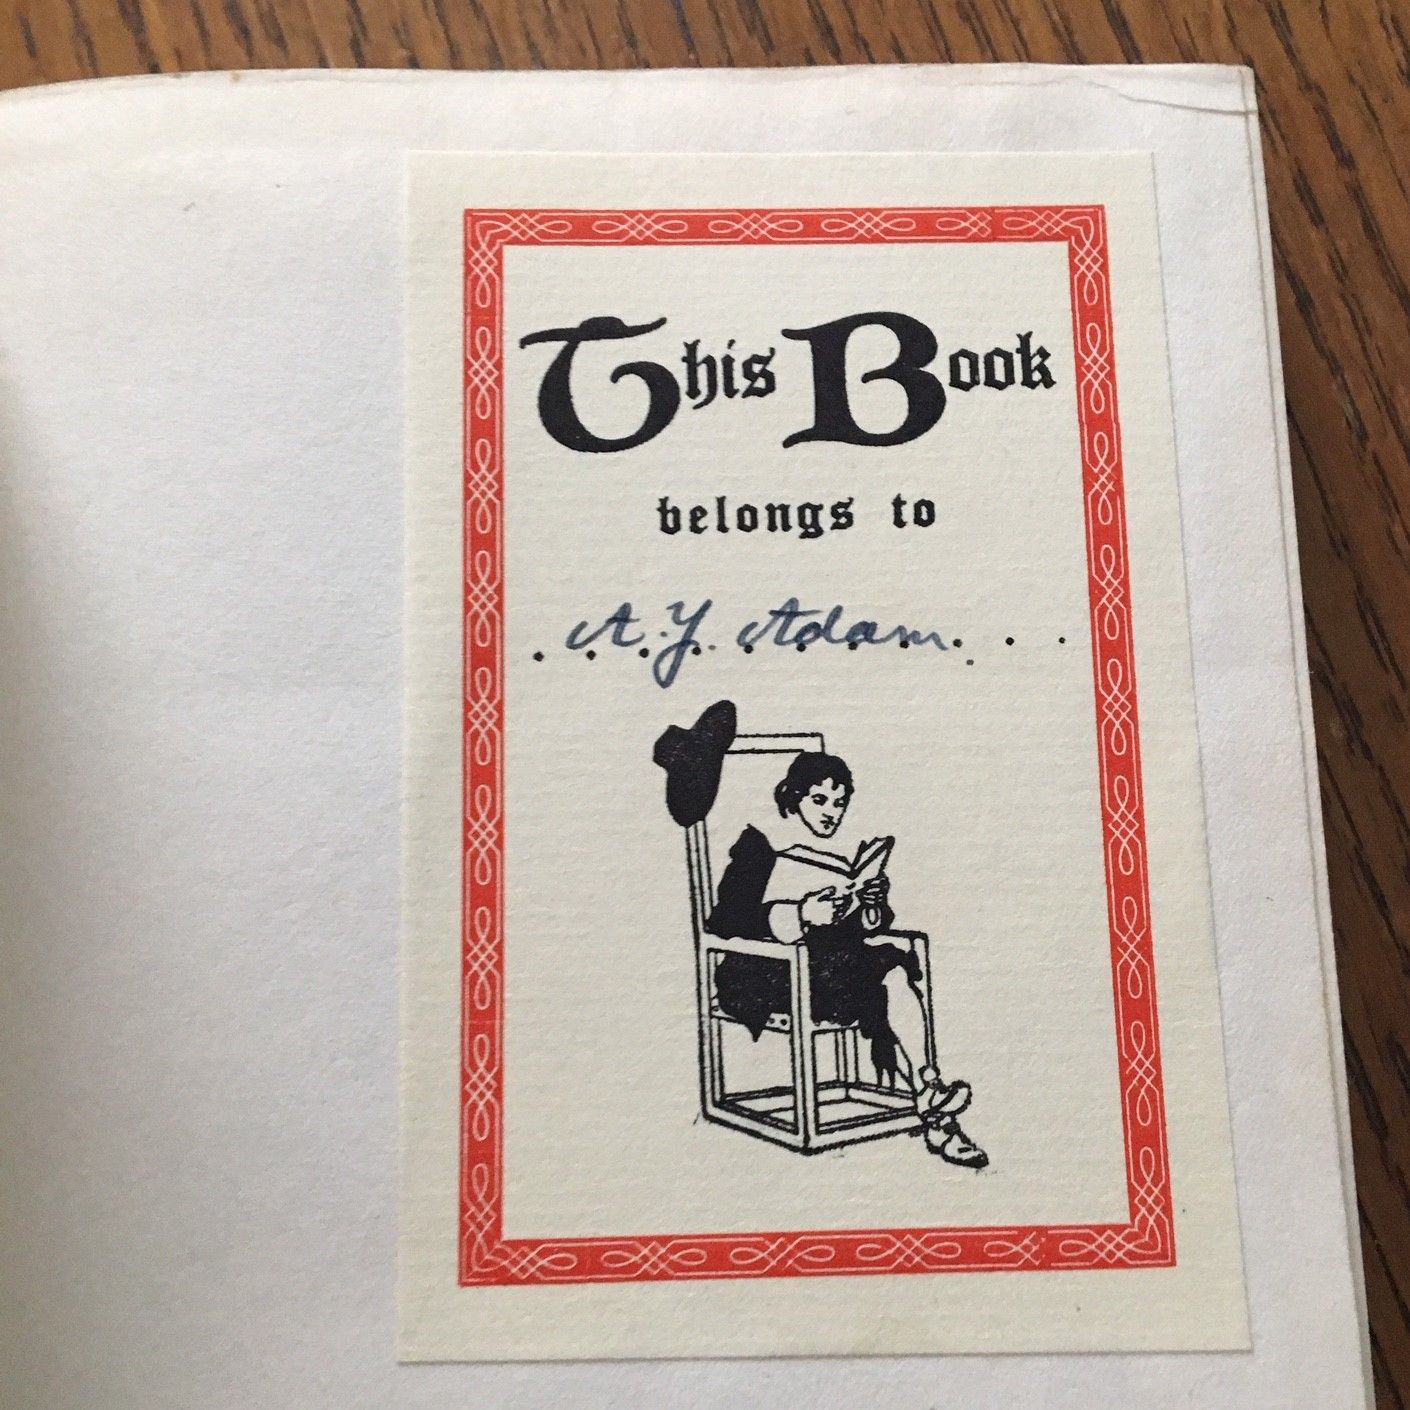 This Book
belongs to
A. Y. Adam